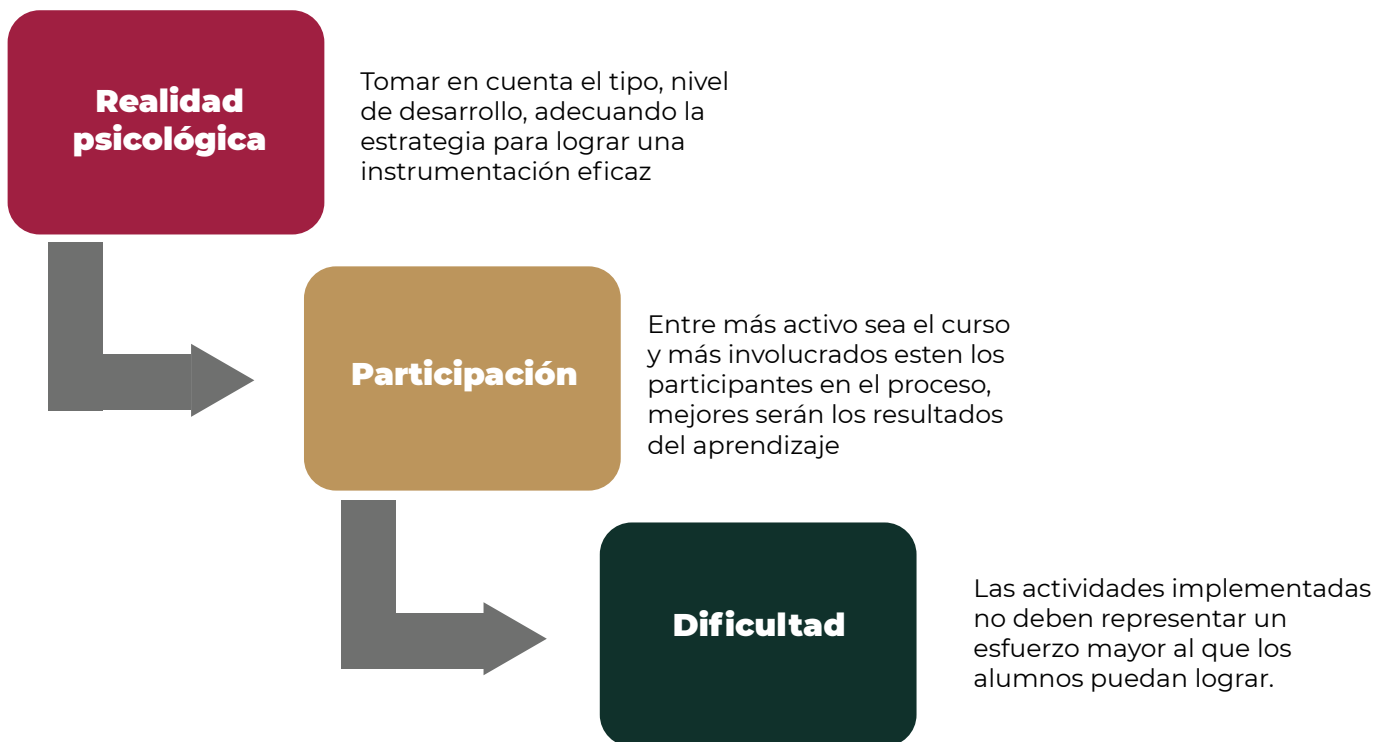 Realidad
psicológica
Tomar en cuenta el tipo, nivel
de desarrollo, adecuando la
estrategia para lograr una
instrumentación eficaz
Participación
Entre más activo sea el curso
y más involucrados esten los
participantes en el proceso,
mejores serán los resultados
del aprendizaje
Dificultad
Las actividades implementadas
no deben representar un
esfuerzo mayor al que los
alumnos puedan lograr.